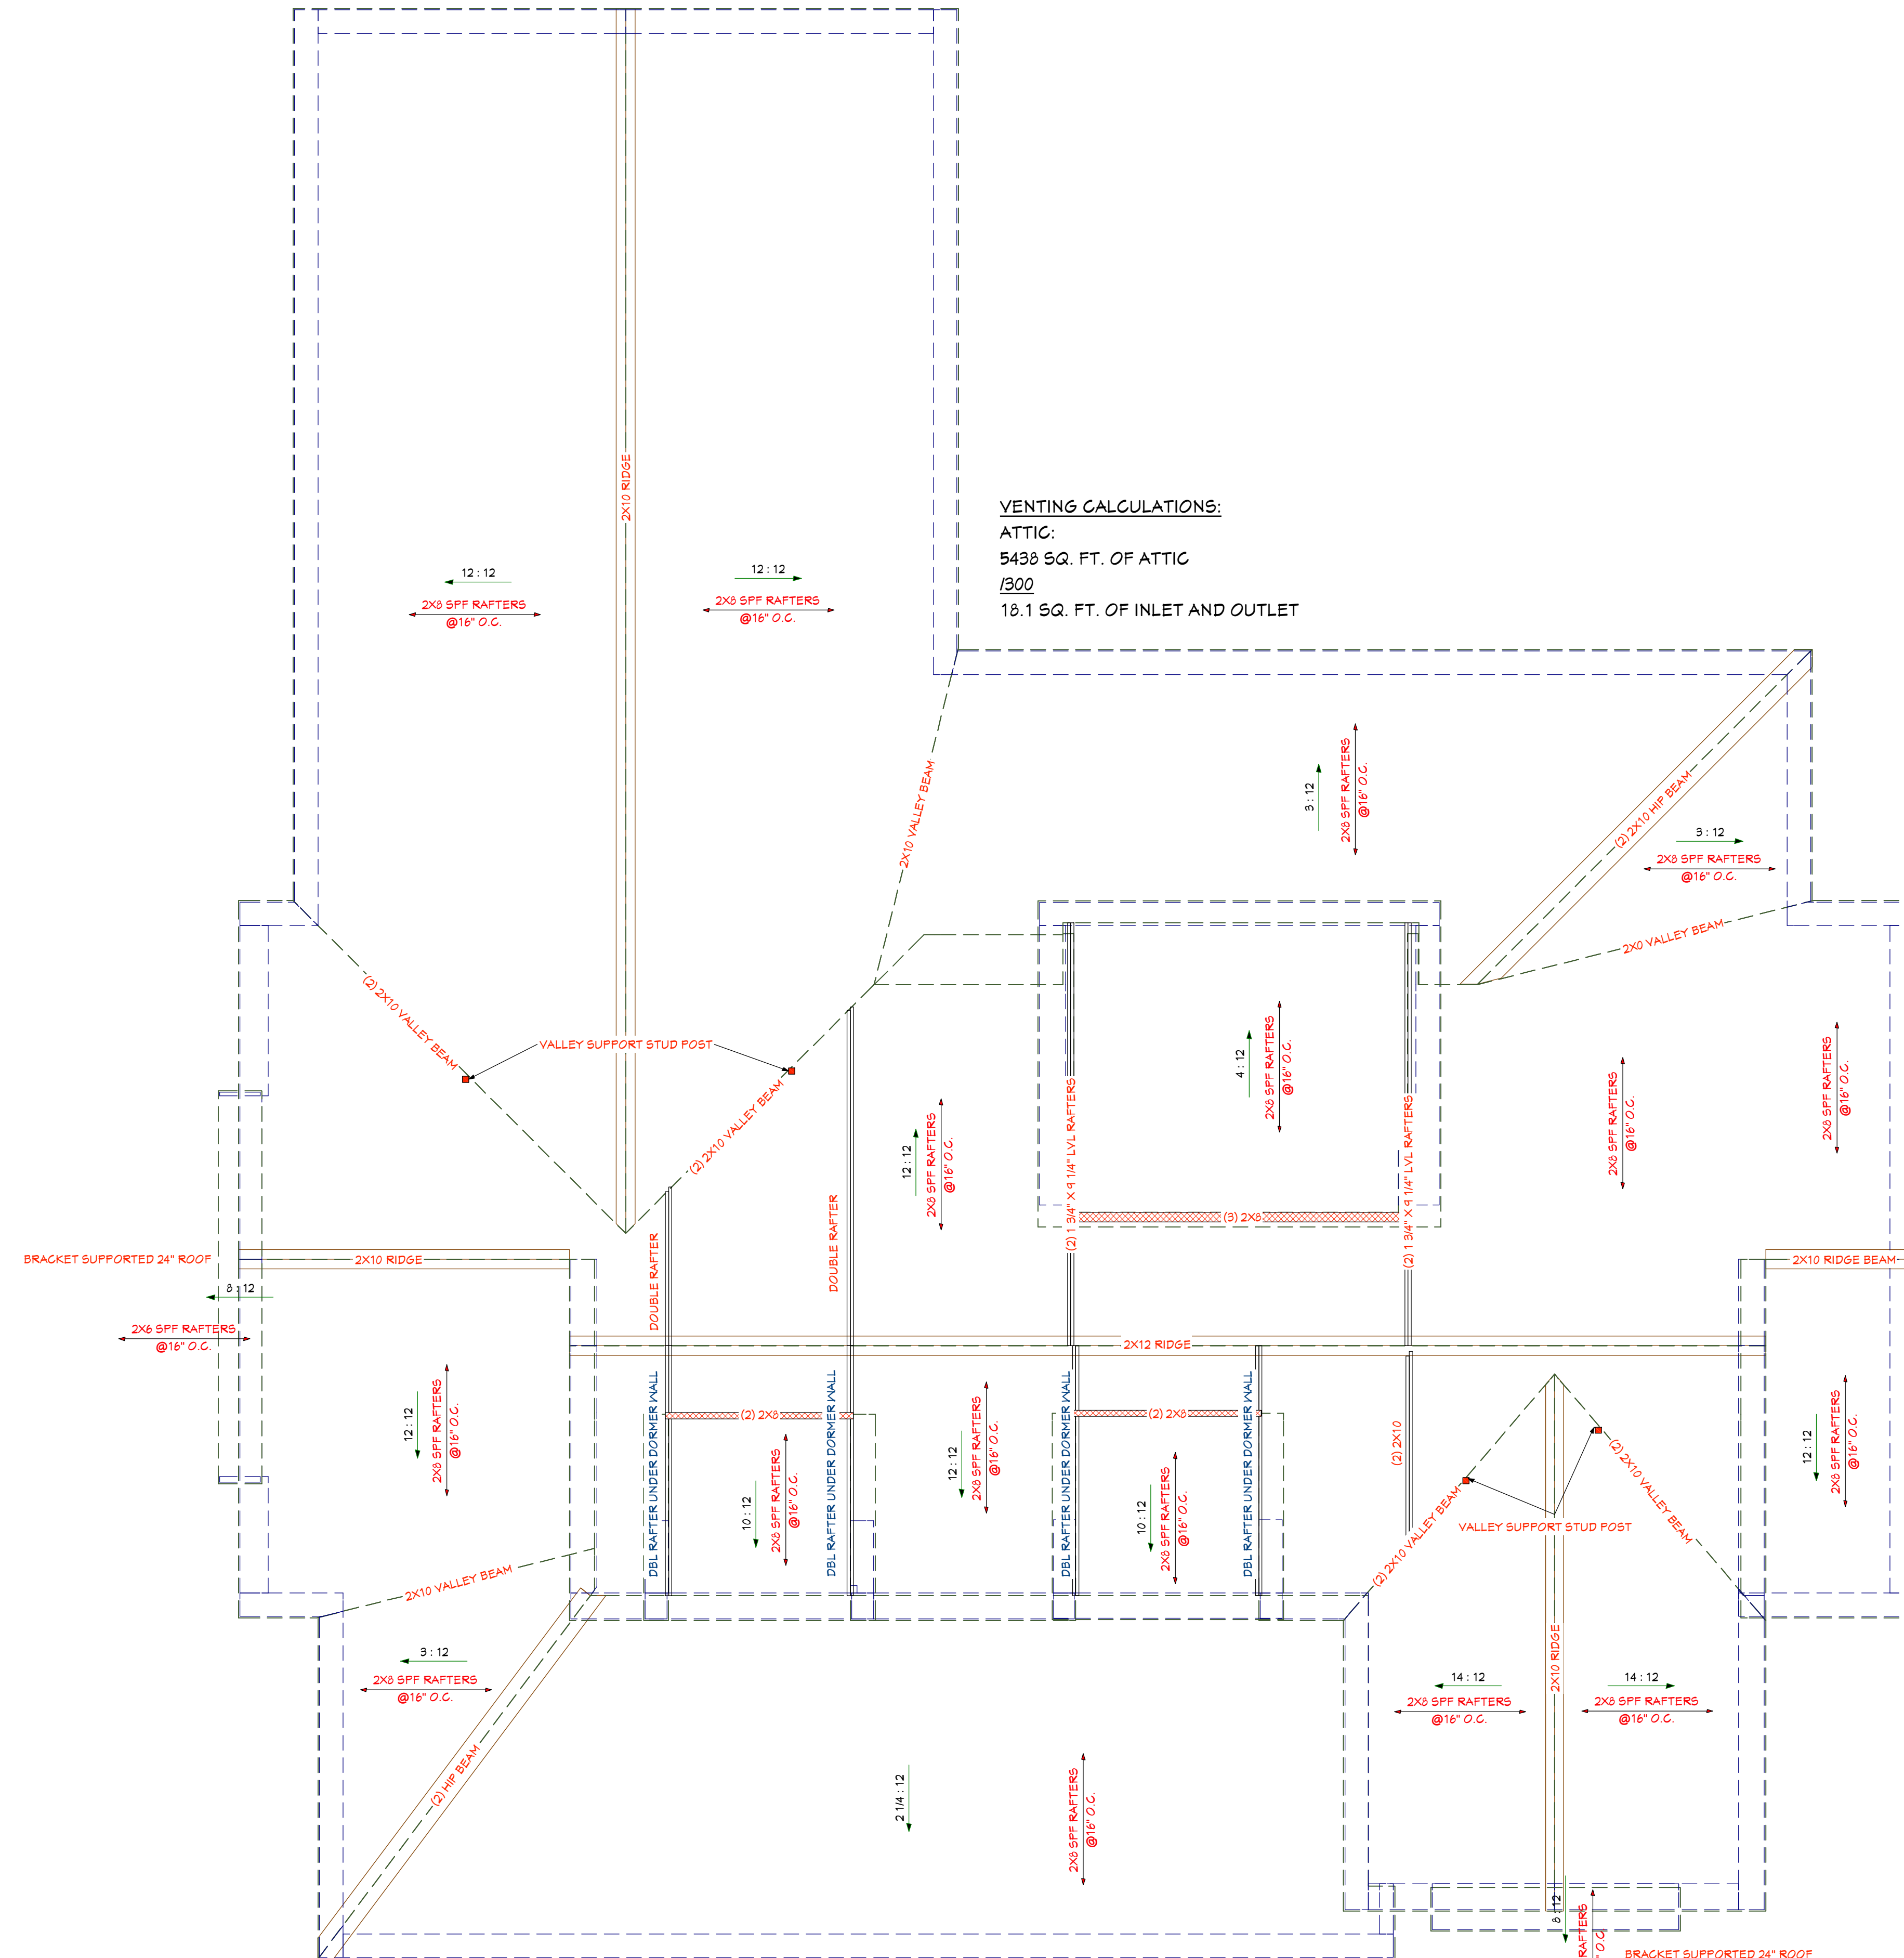 2X10 RIDGE
VENTING CALCULATIONS:
ATTIC:
5438 SQ. FT. OF ATTIC
/300
18.1 SQ. FT. OF INLET AND OUTLET
12 : 12
2X8 SPF RAFTERS
@16" O.C.
12 : 12
2X8 SPF RAFTERS
@16" O.C.
2X10 VALLEY BEAM
3 : 12
2X8 SPF RAFTERS
@16" O.C.
(2) 2X10 HIP BEAM
3 : 12
2X8 SPF RAFTERS
@16" O.C.
2X0 VALLEY BEAM
(2) 2X10 VALLEY BEAM
VALLEY SUPPORT STUD POST
(2) 2X10 VALLEY BEAM
12 : 12
2X8 SPF RAFTERS
@16" O.C.
4 : 12
2X8 SPF RAFTERS
@16" O.C.
(2) 1 3/4" X 9 1/4" LVL RAFTERS
(2) 1 3/4" X 9 1/4" LVL RAFTERS
2X8 SPF RAFTERS
@16" O.C.
2X8 SPF RAFTERS
@16" O.C.
DOUBLE RAFTER
DOUBLE RAFTER
(3) 2X8
BRACKET SUPPORTED 24" ROOF
2X10 RIDGE
2X10 RIDGE BEAM
8 : 12
2X6 SPF RAFTERS
@16" O.C.
2X12 RIDGE
12 : 12
2X8 SPF RAFTERS
@16" O.C.
DBL RAFTER UNDER DORMER WALL
(2) 2X8
DBL RAFTER UNDER DORMER WALL
10 : 12
2X8 SPF RAFTERS
@16" O.C.
12 : 12
2X8 SPF RAFTERS
@16" O.C.
DBL RAFTER UNDER DORMER WALL
(2) 2X8
DBL RAFTER UNDER DORMER WALL
10 : 12
2X8 SPF RAFTERS
@16" O.C.
(2) 2X10
(2) 2X10 VALLEY BEAM
VALLEY SUPPORT STUD POST
(2) 2X10 VALLEY BEAM
12 : 12
2X8 SPF RAFTERS
@16" O.C.
2X10 VALLEY BEAM
3 : 12
2X8 SPF RAFTERS
@16" O.C.
(2) HIP BEAM
2 1/4 : 12
2X8 SPF RAFTERS
@16" O.C.
2X10 RIDGE
14 : 12
2X8 SPF RAFTERS
@16" O.C.
14 : 12
2X8 SPF RAFTERS
@16" O.C.
8 : 12
RAFTERS
" O.C.
BRACKET SUPPORTED 24" ROOF